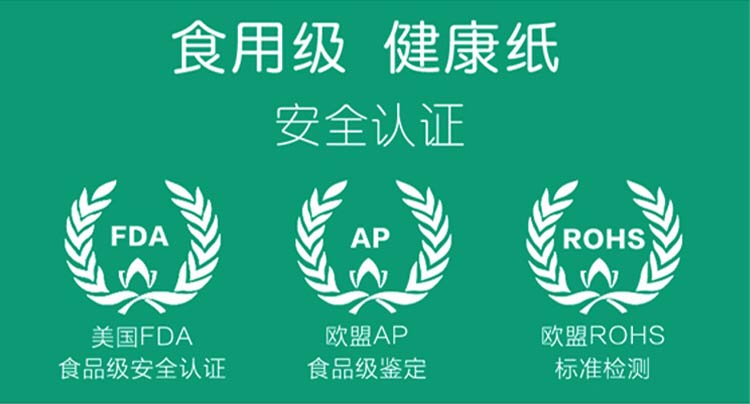 食用级 健康纸
安全认证
FDA
AP
ROHS
美国FDA
食品级安全认证
欧盟AP
食品级鉴定
欧盟ROHS
标准检测